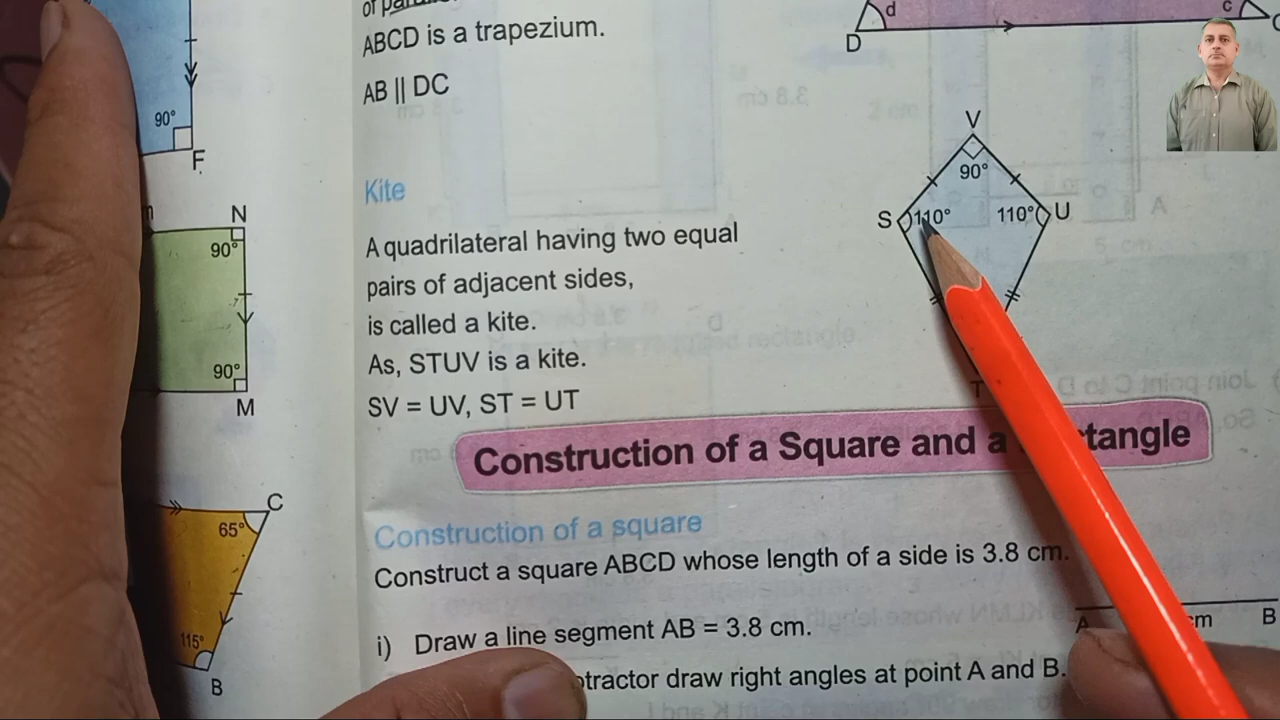 of
ABCD is a trapezium.
AB || DC
d
c
D
90°
F
N
90°
90°
M
C
65°
115°
B
Kite
A quadrilateral having two equal
pairs of adjacent sides,
is called a kite.
As, STUV is a kite.
SV = UV, ST = UT
V
90°
S 110° 110° U
T
Construction of a Square and a
Construction of a square
Construct a square ABCD whose length of a side is 3.8 cm.
i) Draw a line segment AB = 3.8 cm.
draw right angles at point A and B.
A cm B